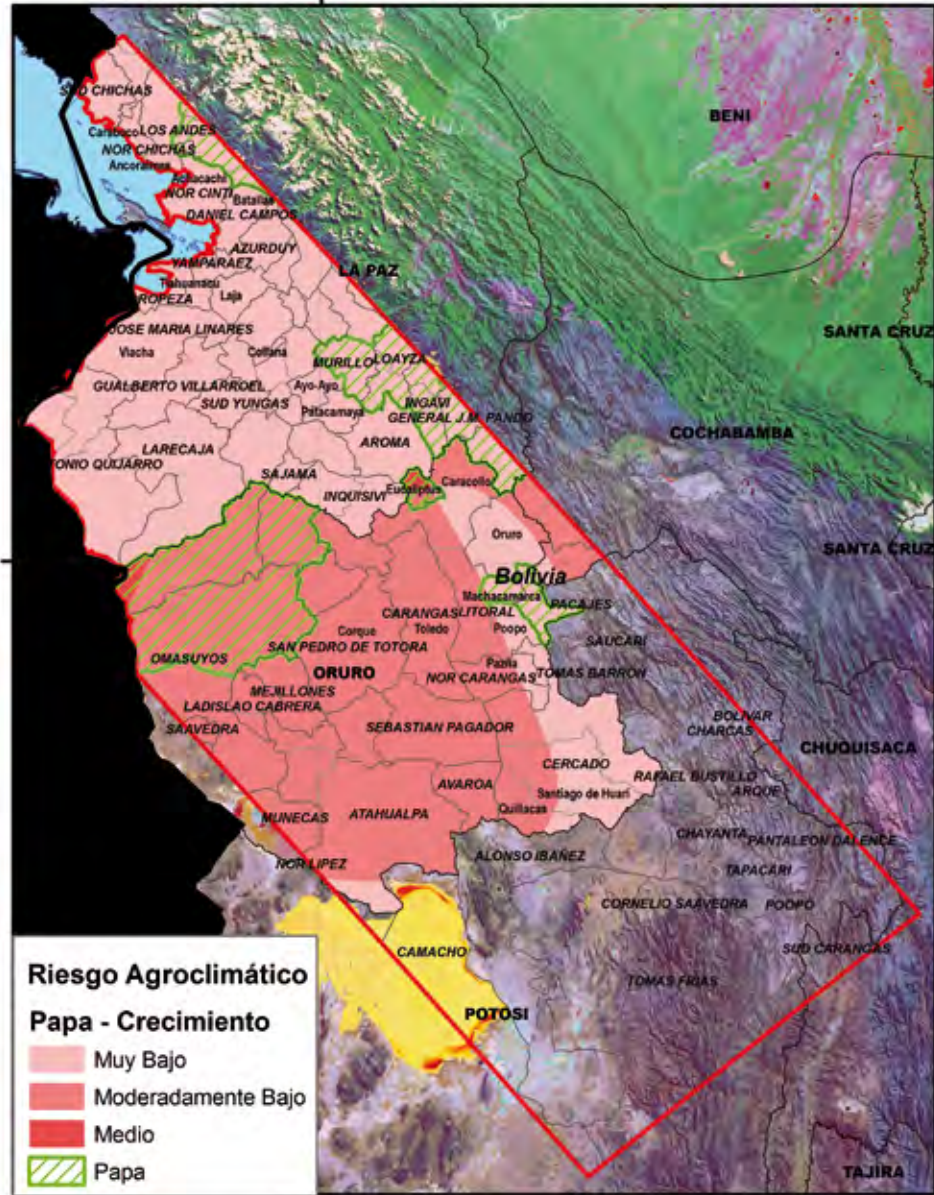 BENI
SUD CHICHAS
Carabuco
LOS ANDES
NOR CHICHAS
Ancoraimes
Achacachi
NOR CINTI
Batallas
DANIEL CAMPOS
AZURDUY
YAMPARAEZ
LA PAZ
Tiahuanacu
Laja
ROPEZA
JOSE MARIA LINARES
SANTA CRUZ
Viacha
Collana
MURILLO
LOAYZA
GUALBERTO VILLARROEL
Ayo-Ayo
SUD YUNGAS
INGAVI
Patacamaya
GENERAL J.M. PANDO
COCHABAMBA
AROMA
LARECAJA
TONIO QUIJARRO
SAJAMA
INQUISIVI
Eucaliptus
Caracollo
Oruro
SANTA CRUZ
Bolivia
Machacamarca
PACAJES
CARANGAS
LITORAL
Corque
Toledo
Poopo
SAUCARI
SAN PEDRO DE TOTORA
OMASUYOS
Pazña
ORURO
NOR CARANGAS
TOMAS BARRON
MEJILLONES
LADISLAO CABRERA
BOLIVAR
SAAVEDRA
SEBASTIAN PAGADOR
CHARCAS
CHUQUISACA
CERCADO
RAFAEL BUSTILLO
AVAROA
ARQUE
Santiago de Huari
Quillacas
MUNECAS
ATAHUALPA
CHAYANTA
PANTALEON DALENCE
ALONSO IBAÑEZ
NOR LIPEZ
TAPACARI
CORNELIO SAAVEDRA
POOPO
CAMACHO
SUD CARANGAS
TOMAS FRIAS
POTOSI
Riesgo Agroclimático
Papa - Crecimiento
Muy Bajo
Moderadamente Bajo
Medio
Papa
TAJIRA